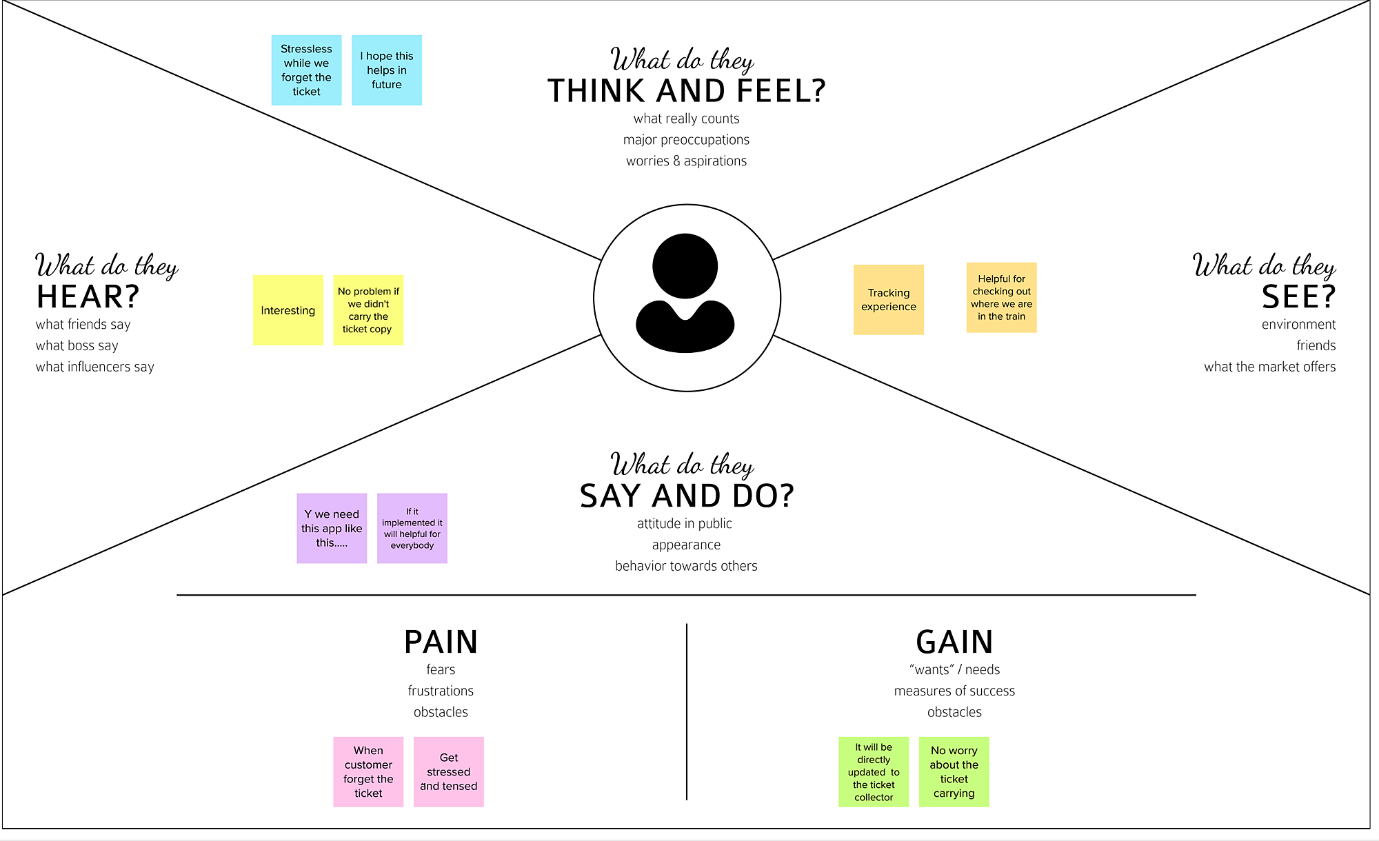 Stressless
while we
forget the
ticket
I hope this
helps in
future
What do they
THINK AND FEEL?
what really counts
major preoccupations
worries & aspirations
What do they
HEAR?
what friends say
what boss say
what influencers say
Interesting
No problem if
we didn't
carry the
ticket copy
Tracking
experience
Helpful for
checking out
where we are
in the train
What do they
SEE?
environment
friends
what the market offers
What do they
SAY AND DO?
attitude in public
appearance
behavior towards others
Y we need
this app like
this.....
If it
implemented it
will helpful for
everybody
PAIN
fears
frustrations
obstacles
When
customer
forget the
ticket
Get
stressed
and tensed
GAIN
“wants” / needs
measures of success
obstacles
It will be
directly
updated to
the ticket
collector
No worry
about the
ticket
carrying